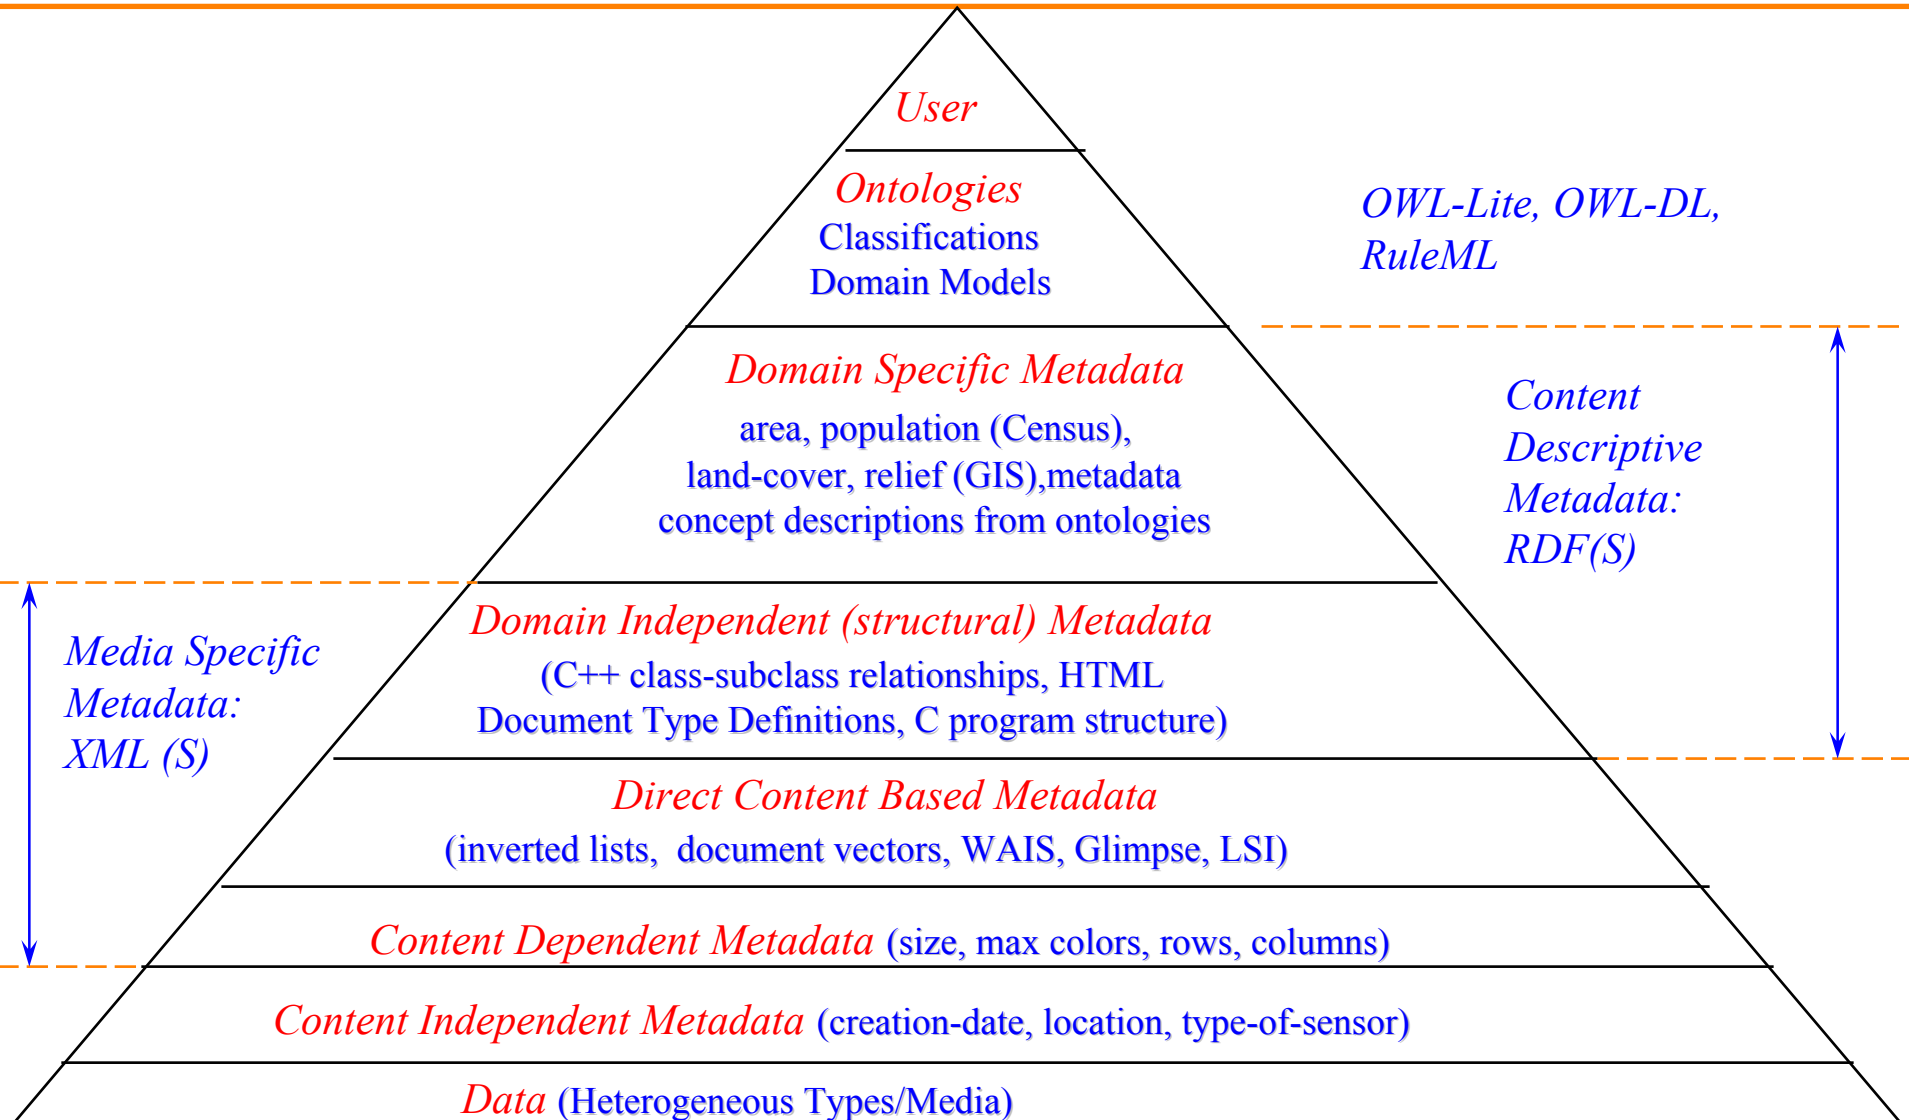 User
Ontologies
Classifications
Domain Models
OWL-Lite, OWL-DL,
RuleML
Domain Specific Metadata
area, population (Census),
land-cover, relief (GIS),metadata
concept descriptions from ontologies
Content
Descriptive
Metadata:
RDF(S)
Domain Independent (structural) Metadata
(C++ class-subclass relationships, HTML
Document Type Definitions, C program structure)
Media Specific
Metadata:
XML (S)
Direct Content Based Metadata
(inverted lists, document vectors, WAIS, Glimpse, LSI)
Content Dependent Metadata (size, max colors, rows, columns)
Content Independent Metadata (creation-date, location, type-of-sensor)
Data (Heterogeneous Types/Media)